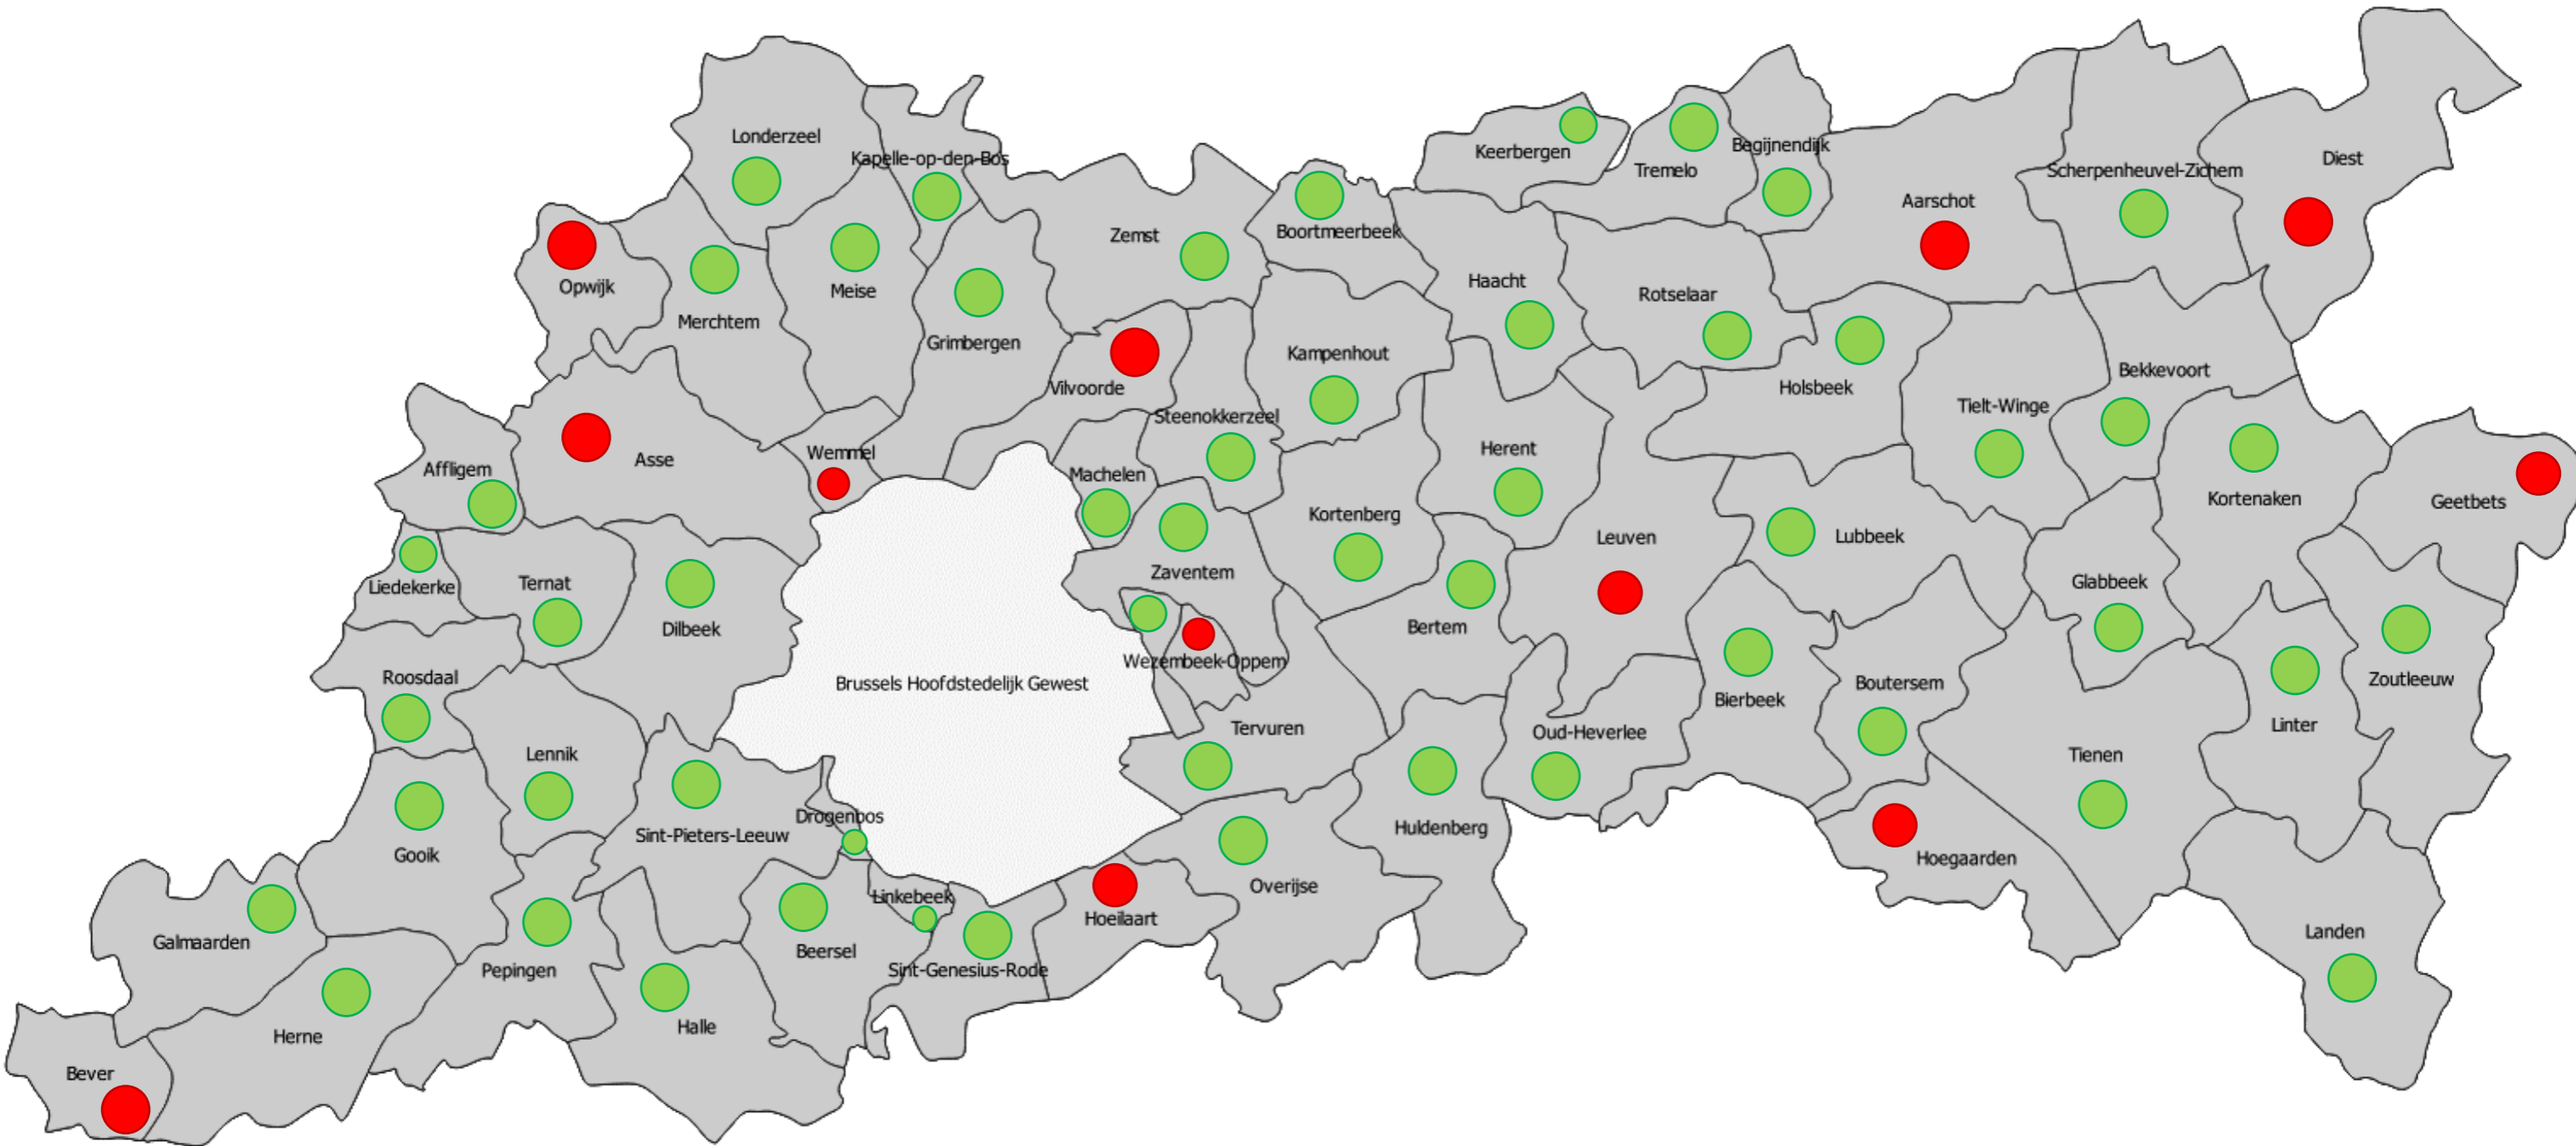 Londerzeel
Kapelle-op-den-Bos
Keerbergen
Tremelo
Begijnendijk
Scherpenheuvel-Zichem
Diest
Aarschot
Zemst
Boortmeerbeek
Opwijk
Merchtem
Meise
Grimbergen
Haacht
Rotselaar
Kampenhout
Vilvoorde
Holsbeek
Bekkevoort
Tielt-Winge
Steenokkerzeel
Affligem
Asse
Wemmel
Machelen
Herent
Kortenaken
Geetbets
Kortenberg
Leuven
Lubbeek
Liedekerke
Ternat
Zaventem
Glabbeek
Dilbeek
Bertem
Wezembeek-Oppem
Roosdaal
Brussels Hoofdstedelijk Gewest
Bierbeek
Boutersem
Zoutleeuw
Lennik
Tervuren
Oud-Heverlee
Linter
Tienen
Drogenbos
Sint-Pieters-Leeuw
Huldenberg
Gooik
Hoegaarden
Linkebeek
Overijse
Hoeilaart
Galmaarden
Pepingen
Beersel
Sint-Genesius-Rode
Landen
Herne
Halle
Bever